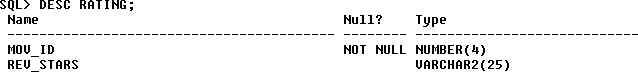 SQL> DESC RATING;
Name Null? Type
----------------------------------------- -------- ----------------------------
MOV_ID NOT NULL NUMBER(4)
REV_STARS VARCHAR2(25)